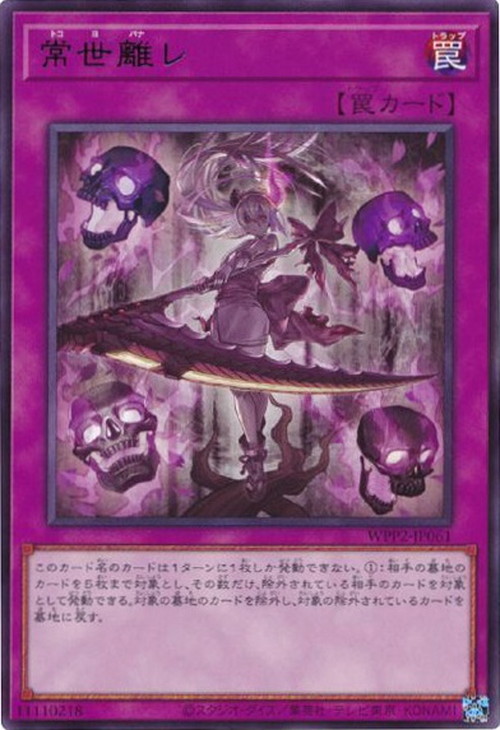 トコ ヨ バナ
常世離レ
トラップ
罠
【罠カード】
WPP2-JP061
このカード名のカードは1ターンに1枚しか発動できない。①:相手の墓地の
カードを5枚まで対象とし、その数だけ、除外されている相手のカードを対象
として発動できる。対象の墓地のカードを除外し、対象の除外されているカードを
墓地に戻す。
11110218
©スタジオ・ダイス/集英社・テレビ東京・KONAMI